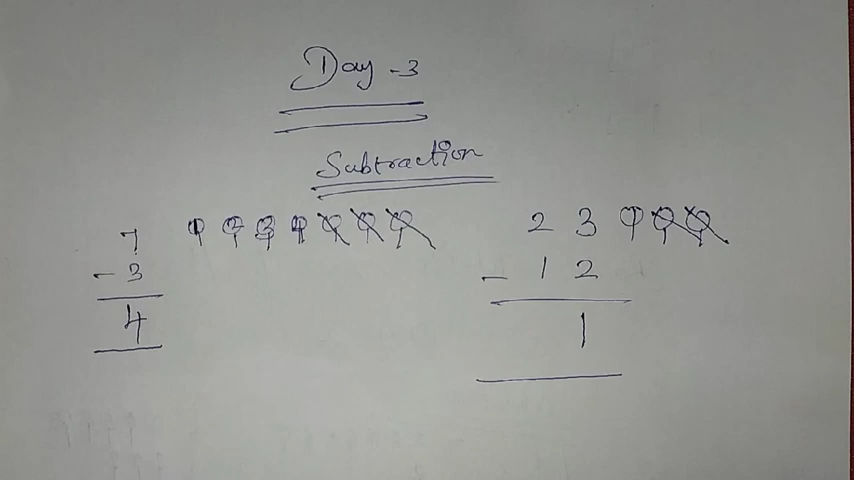 Day - 3
Subtraction
7
- 3
4
2 3
- 1 2
1